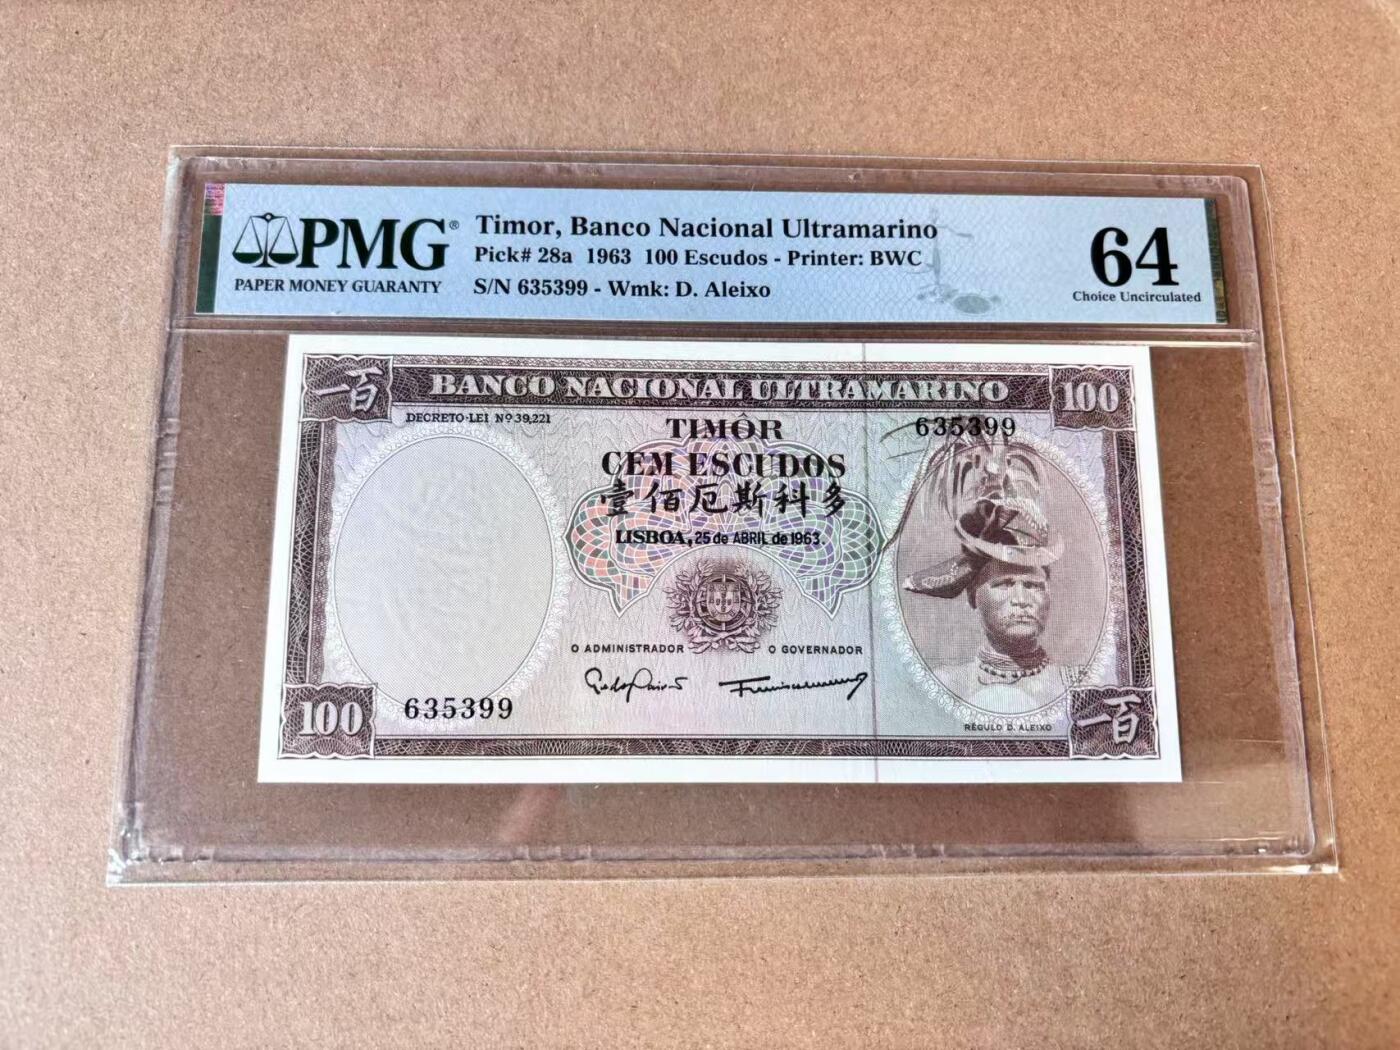 PMG®
PAPER MONEY GUARANTY
Timor, Banco Nacional Ultramarino
Pick# 28a 1963 100 Escudos - Printer: BWC
S/N 635399 - Wmk: D. Aleixo
64
Choice Uncirculated
一百
BANCO NACIONAL ULTRAMARINO
100
DECRETO-LEI Nº 39,221
TIMÔR
635399
CEM ESCUDOS
壹佰厄斯科多
LISBOA, 25 de ABRIL de 1963.
O ADMINISTRADOR
O GOVERNADOR
100
635399
RÉGULO D. ALEIXO
一百